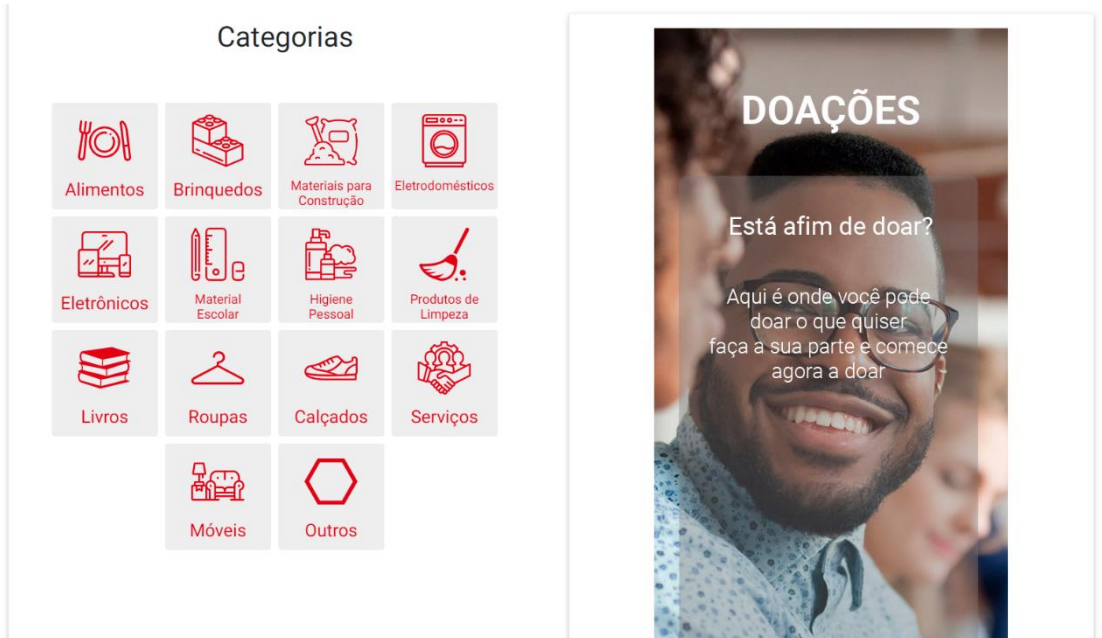 Categorias
Alimentos
Brinquedos
Materiais para
Construção
Eletrodomésticos
Eletrônicos
Material
Escolar
Higiene
Pessoal
Produtos de
Limpeza
Livros
Roupas
Calçados
Serviços
Móveis
Outros
DOAÇÕES
Está afim de doar?
Aqui é onde você pode
doar o que quiser
faça a sua parte e comece
agora a doar